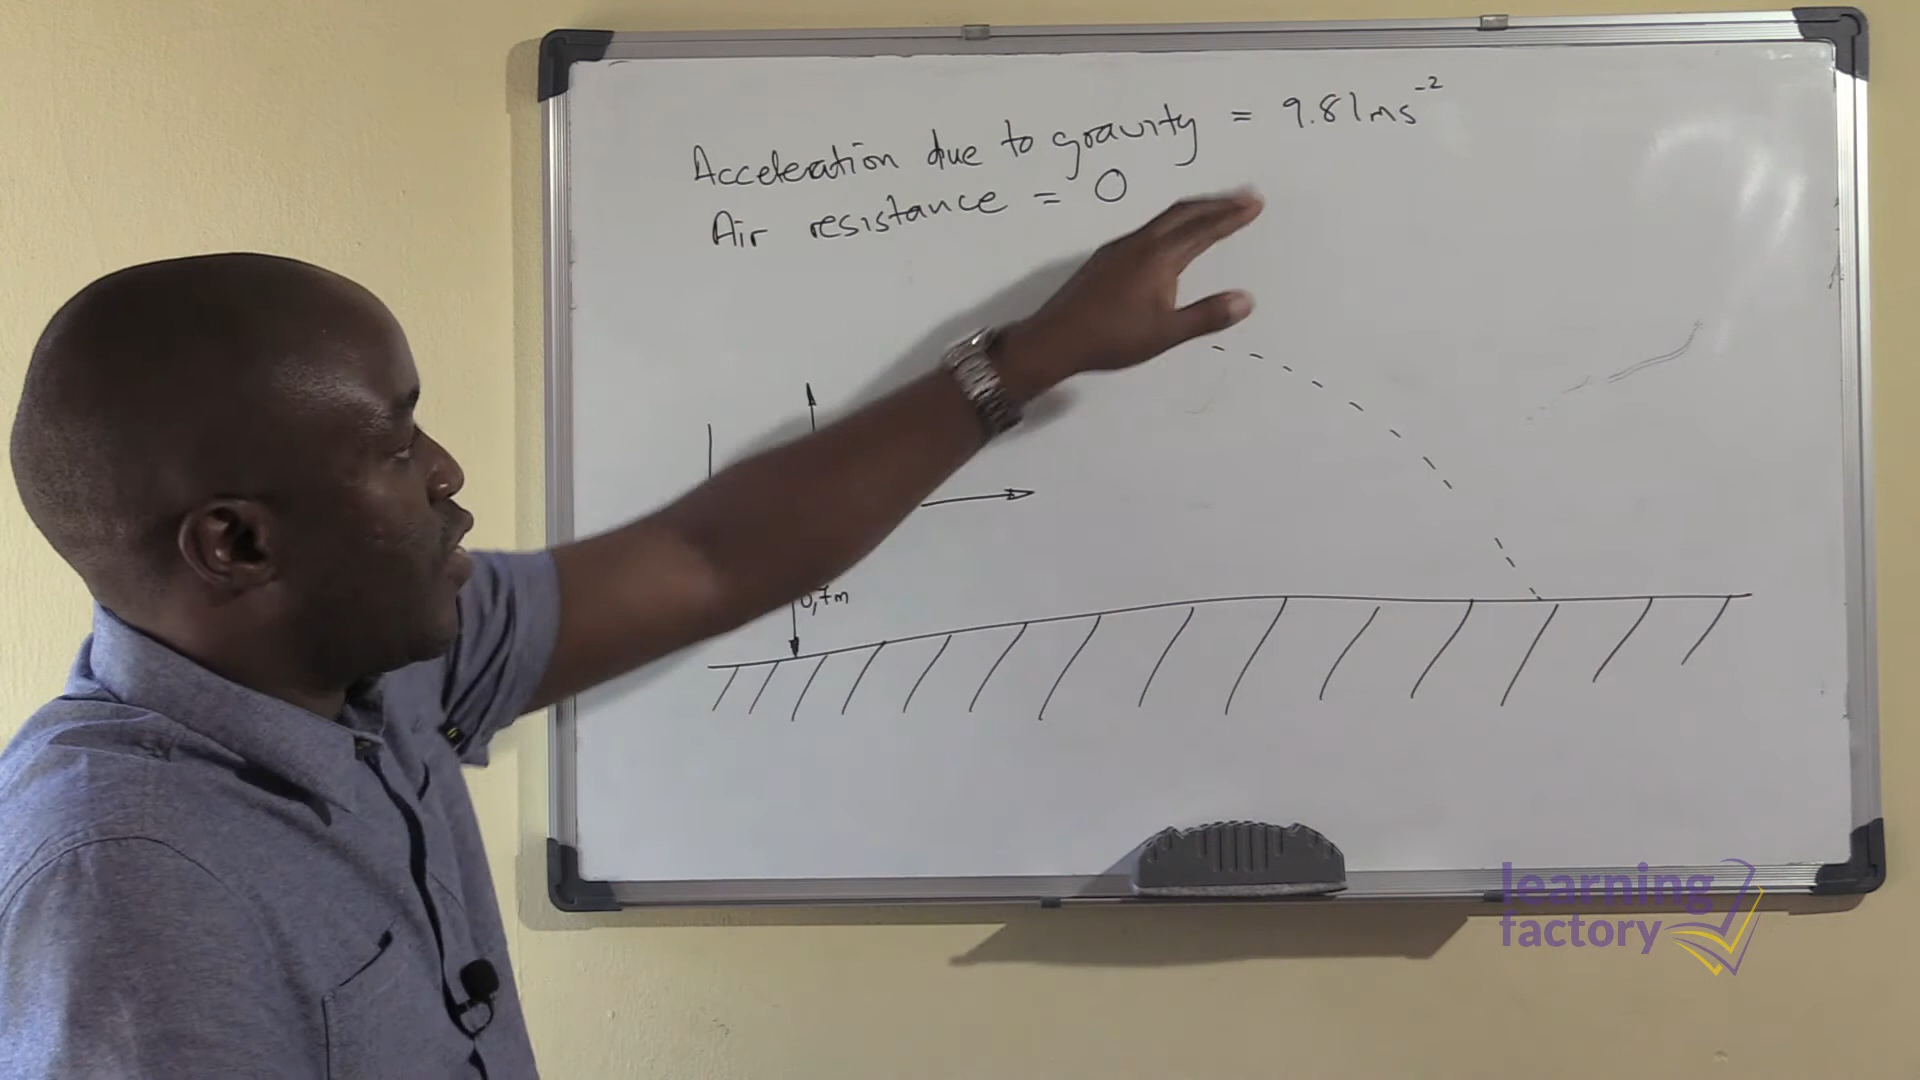 Acceleration due to gravity = 9.81ms⁻²
Air resistance = 0
0,7m
learning
factory